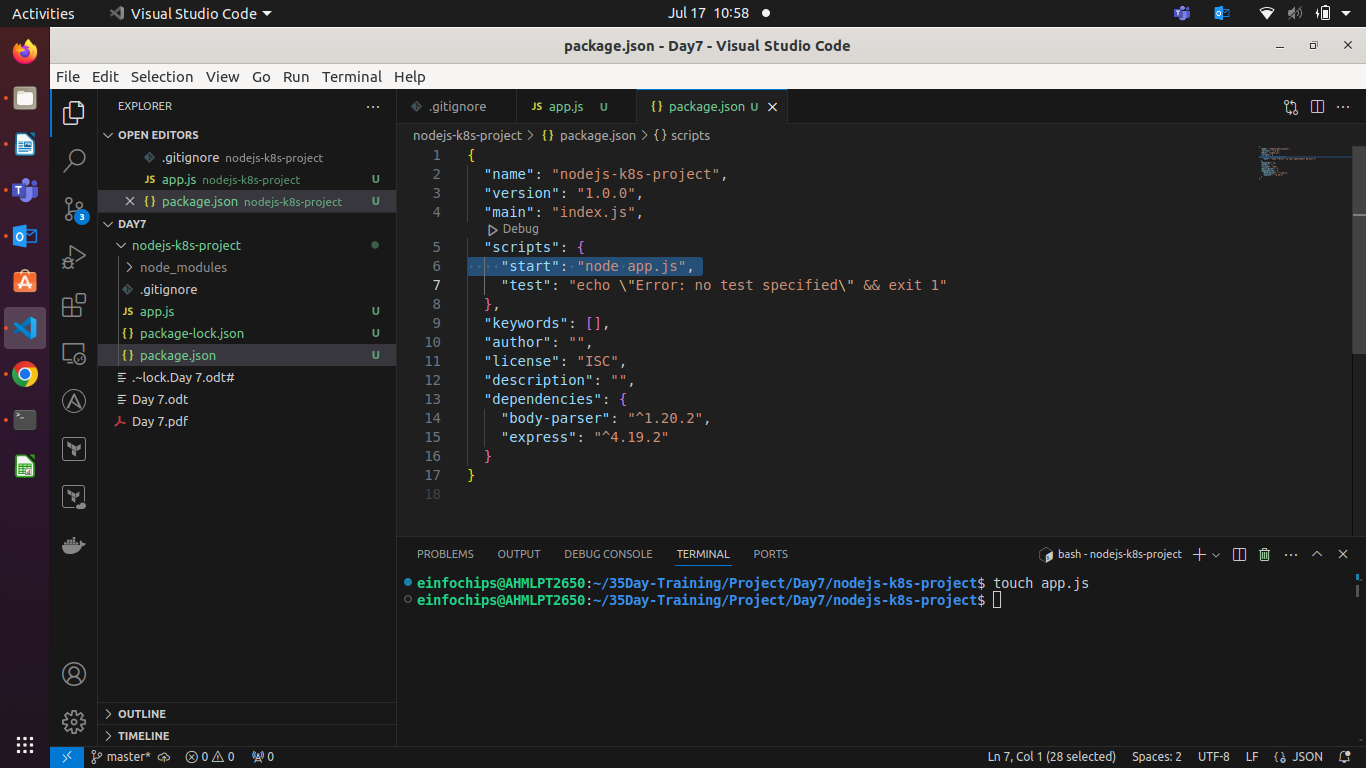 Activities Visual Studio Code Jul 17 10:58
package.json - Day7 - Visual Studio Code
File Edit Selection View Go Run Terminal Help
EXPLORER
OPEN EDITORS
.gitignore nodejs-k8s-project
JS app.js nodejs-k8s-project U
{} package.json nodejs-k8s-project U
3
DAY7
nodejs-k8s-project
node_modules
.gitignore
JS app.js U
{} package-lock.json U
{} package.json U
.~lock.Day 7.odt#
Day 7.odt
Day 7.pdf
OUTLINE
TIMELINE
.gitignore JS app.js U {} package.json U
nodejs-k8s-project > {} package.json > {} scripts
1 {
2 "name": "nodejs-k8s-project",
3 "version": "1.0.0",
4 "main": "index.js",
Debug
5 "scripts": {
6 "start": "node app.js",
7 "test": "echo \"Error: no test specified\" && exit 1"
8 },
9 "keywords": [],
10 "author": "",
11 "license": "ISC",
12 "description": "",
13 "dependencies": {
14 "body-parser": "^1.20.2",
15 "express": "^4.19.2"
16 }
17 }
18
PROBLEMS OUTPUT DEBUG CONSOLE TERMINAL PORTS bash - nodejs-k8s-project
einfochips@AHMLPT2650:~/35Day-Training/Project/Day7/nodejs-k8s-project$ touch app.js
einfochips@AHMLPT2650:~/35Day-Training/Project/Day7/nodejs-k8s-project$
master* 0 0 0 Ln 7, Col 1 (28 selected) Spaces: 2 UTF-8 LF {} JSON